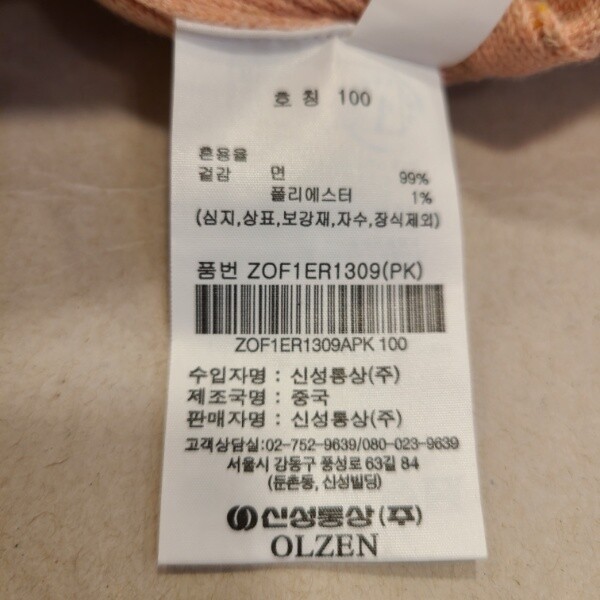 호칭 100
혼용율
겉감 면 99%
폴리에스터 1%
(심지,상표,보강재,자수,장식제외)
품번 ZOF1ER1309(PK)
ZOF1ER1309APK 100
수입자명 : 신성통상(주)
제조국명 : 중국
판매자명 : 신성통상(주)
고객상담실:02-752-9639/080-023-9639
서울시 강동구 풍성로 63길 84
(둔촌동, 신성빌딩)
신성통상(주)
OLZEN